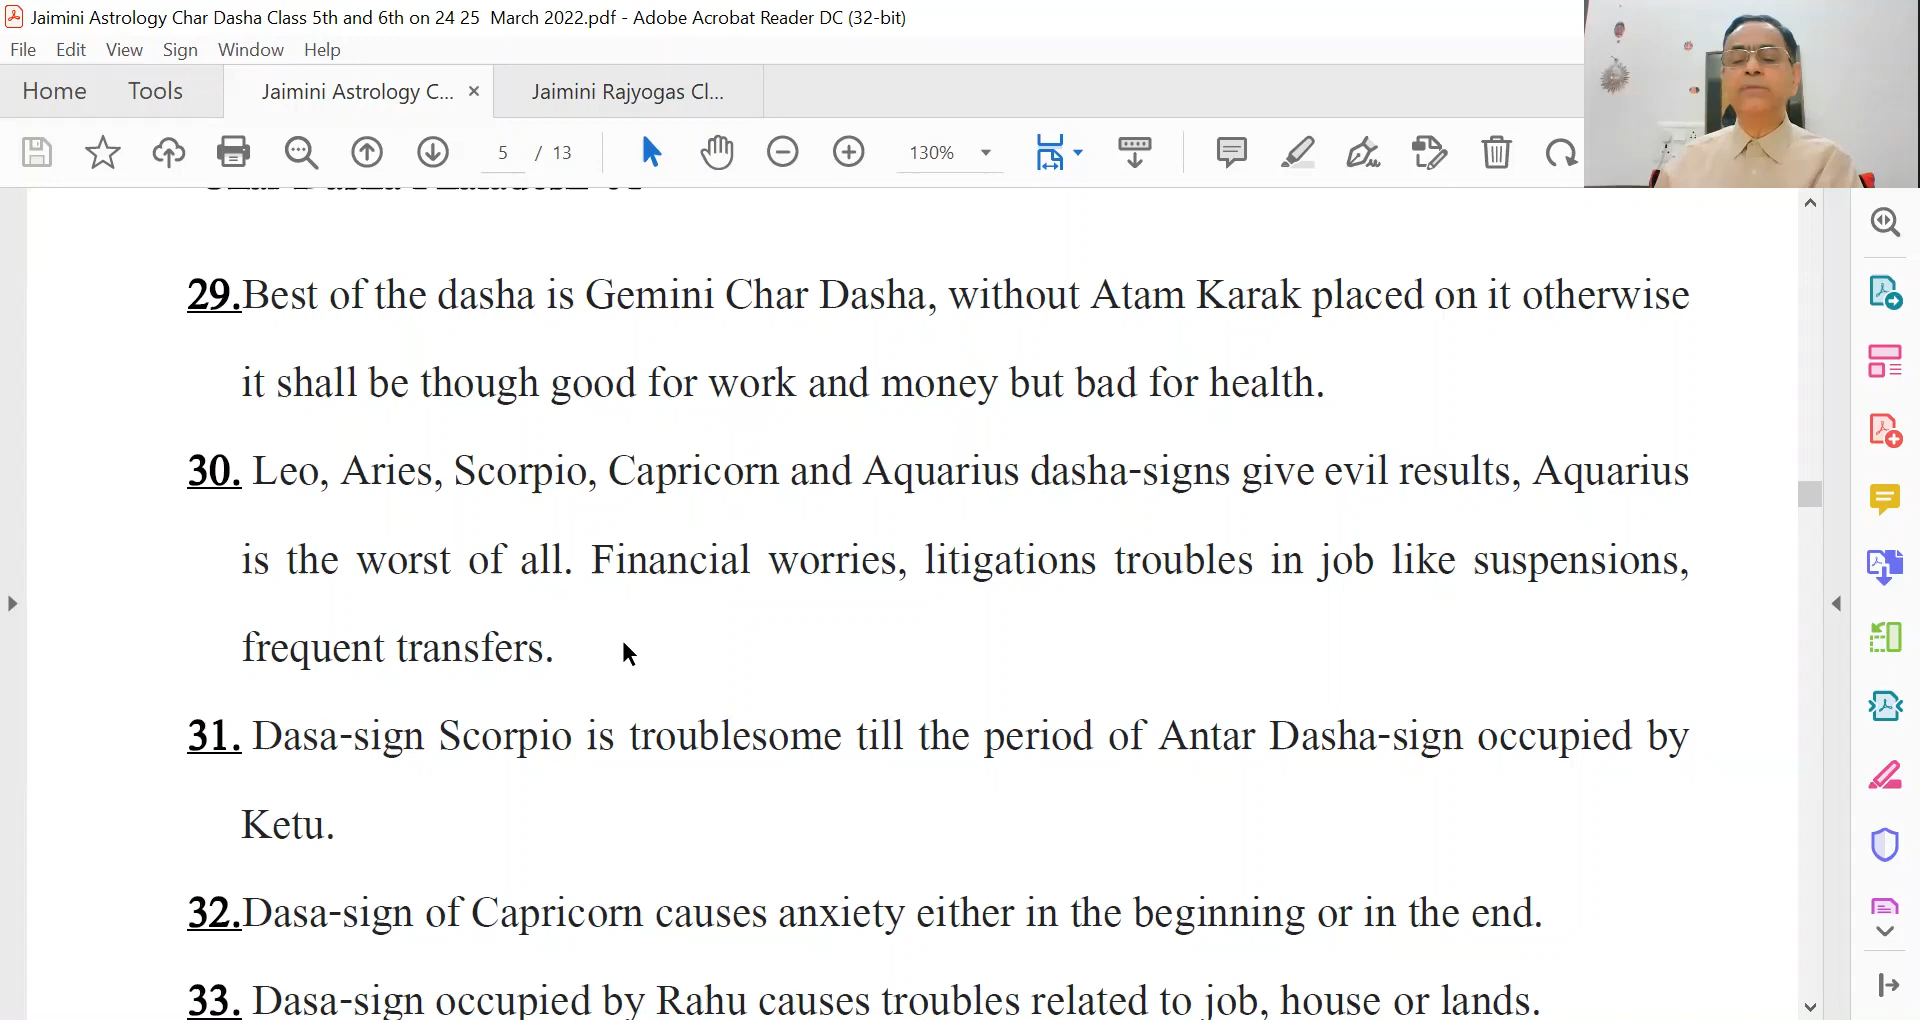 Jaimini Astrology Char Dasha Class 5th and 6th on 24 25 March 2022.pdf - Adobe Acrobat Reader DC (32-bit)
File Edit View Sign Window Help
Home Tools Jaimini Astrology C... × Jaimini Rajyogas Cl...
5 / 13 130%
29.Best of the dasha is Gemini Char Dasha, without Atam Karak placed on it otherwise
it shall be though good for work and money but bad for health.
30. Leo, Aries, Scorpio, Capricorn and Aquarius dasha-signs give evil results, Aquarius
is the worst of all. Financial worries, litigations troubles in job like suspensions,
frequent transfers.
31. Dasa-sign Scorpio is troublesome till the period of Antar Dasha-sign occupied by
Ketu.
32.Dasa-sign of Capricorn causes anxiety either in the beginning or in the end.
33. Dasa-sign occupied by Rahu causes troubles related to job, house or lands.